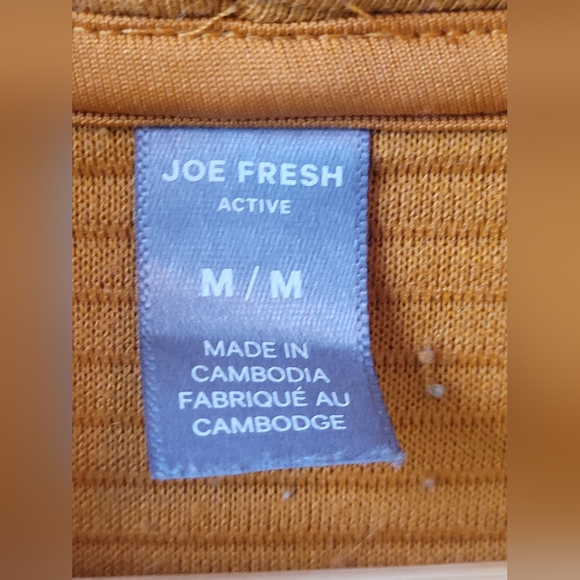 JOE FRESH
ACTIVE
M / M
MADE IN
CAMBODIA
FABRIQUÉ AU
CAMBODGE